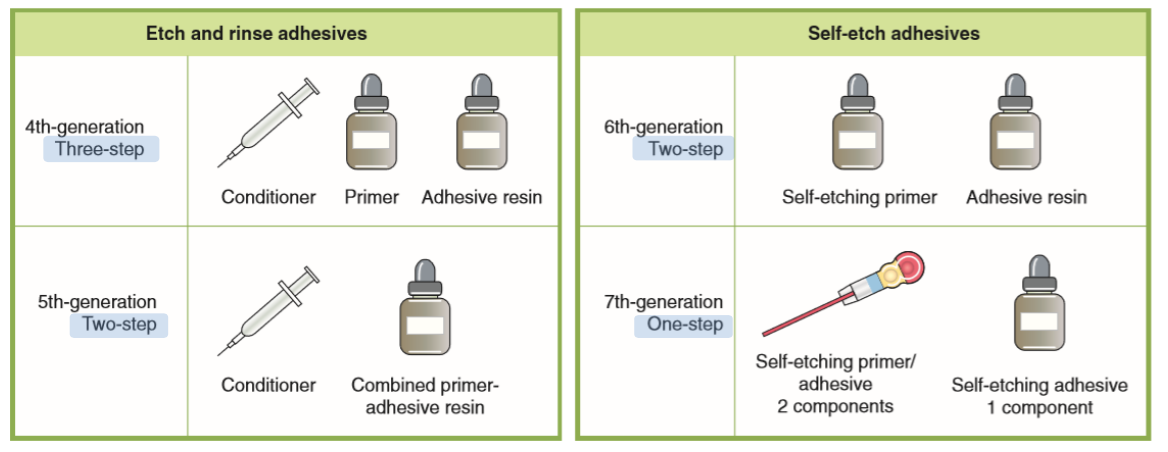 Etch and rinse adhesives
4th-generation
Three-step
Conditioner
Primer
Adhesive resin
5th-generation
Two-step
Conditioner
Combined primer-
adhesive resin
Self-etch adhesives
6th-generation
Two-step
Self-etching primer
Adhesive resin
7th-generation
One-step
Self-etching primer/
adhesive
2 components
Self-etching adhesive
1 component